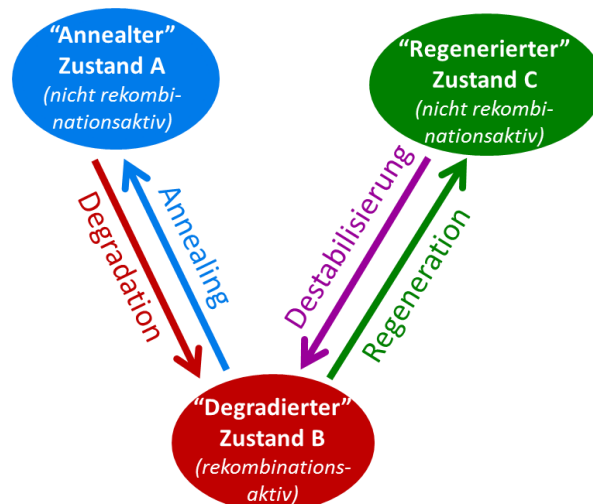 “Annealter”
Zustand A
(nicht rekombi-
nationsaktiv)
“Regenerierter”
Zustand C
(nicht rekombi-
nationsaktiv)
Degradation
Annealing
Destabilisierung
Regeneration
“Degradierter”
Zustand B
(rekombinations-
aktiv)